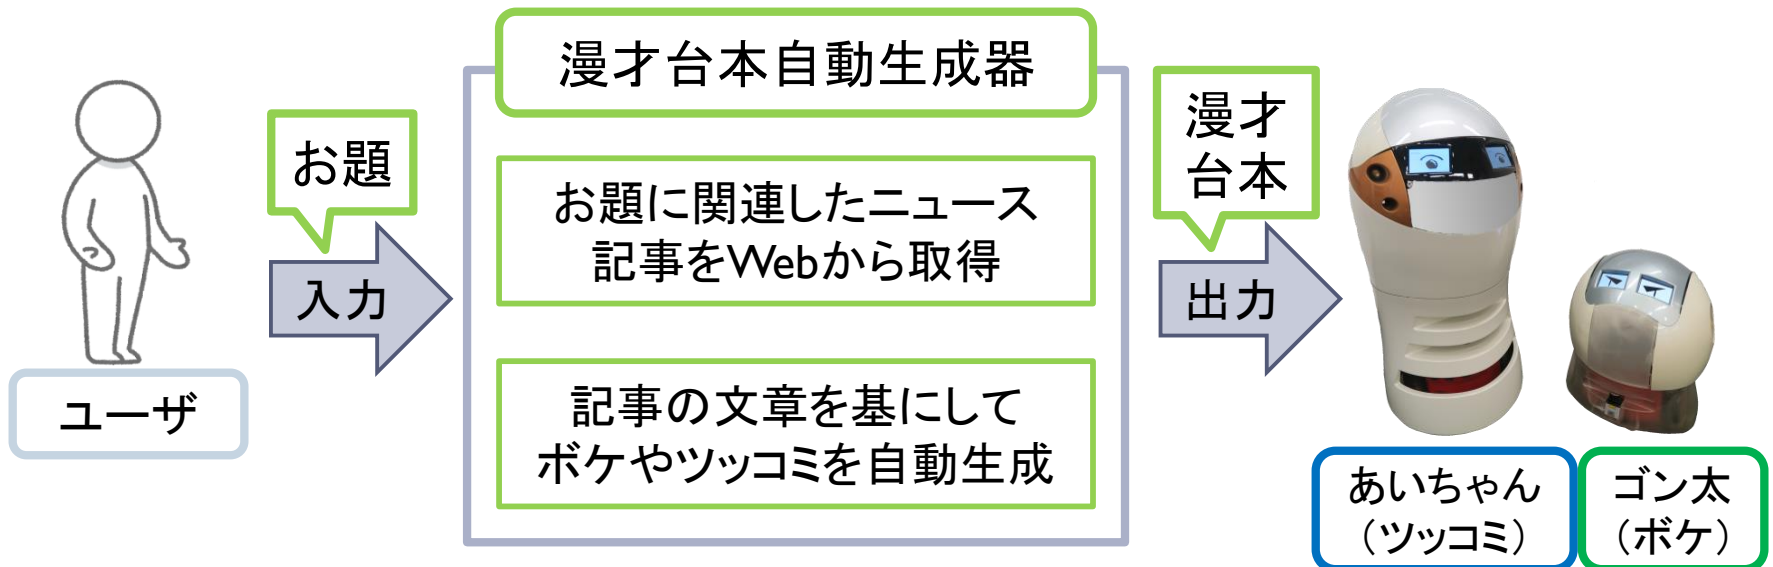 漫才台本自動生成器
お題
漫才
台本
お題に関連したニュース
記事をWebから取得
入力
出力
記事の文章を基にして
ボケやツッコミを自動生成
ユーザ
あいちゃん
（ツッコミ）
ゴン太
（ボケ）